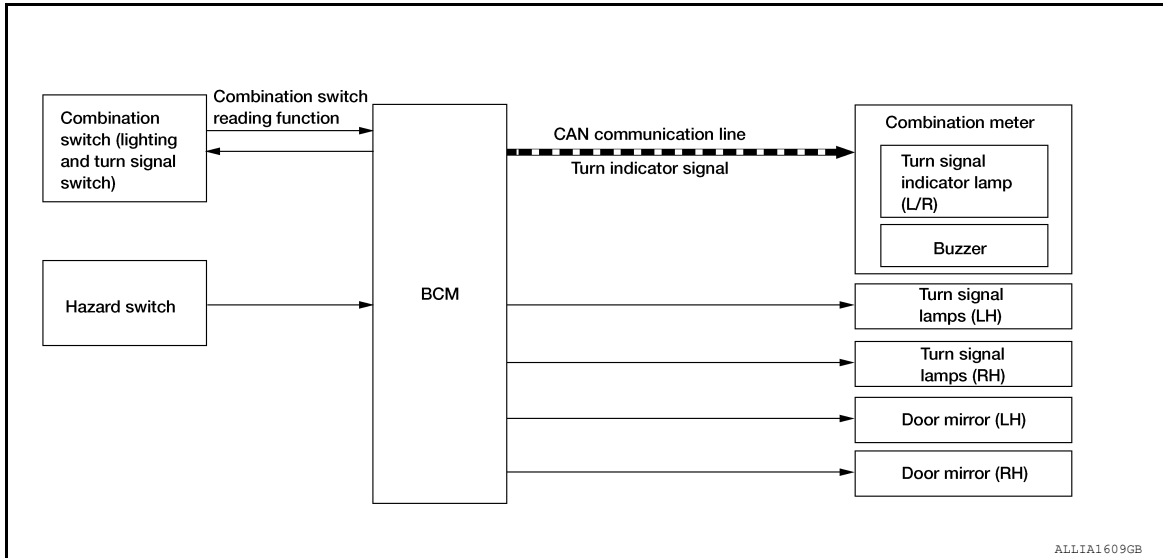 Combination switch
reading function
Combination
switch (lighting
and turn signal
switch)
Hazard switch
BCM
CAN communication line
Turn indicator signal
Combination meter
Turn signal
indicator lamp
(L/R)
Buzzer
Turn signal
lamps (LH)
Turn signal
lamps (RH)
Door mirror (LH)
Door mirror (RH)
ALLIA1609GB